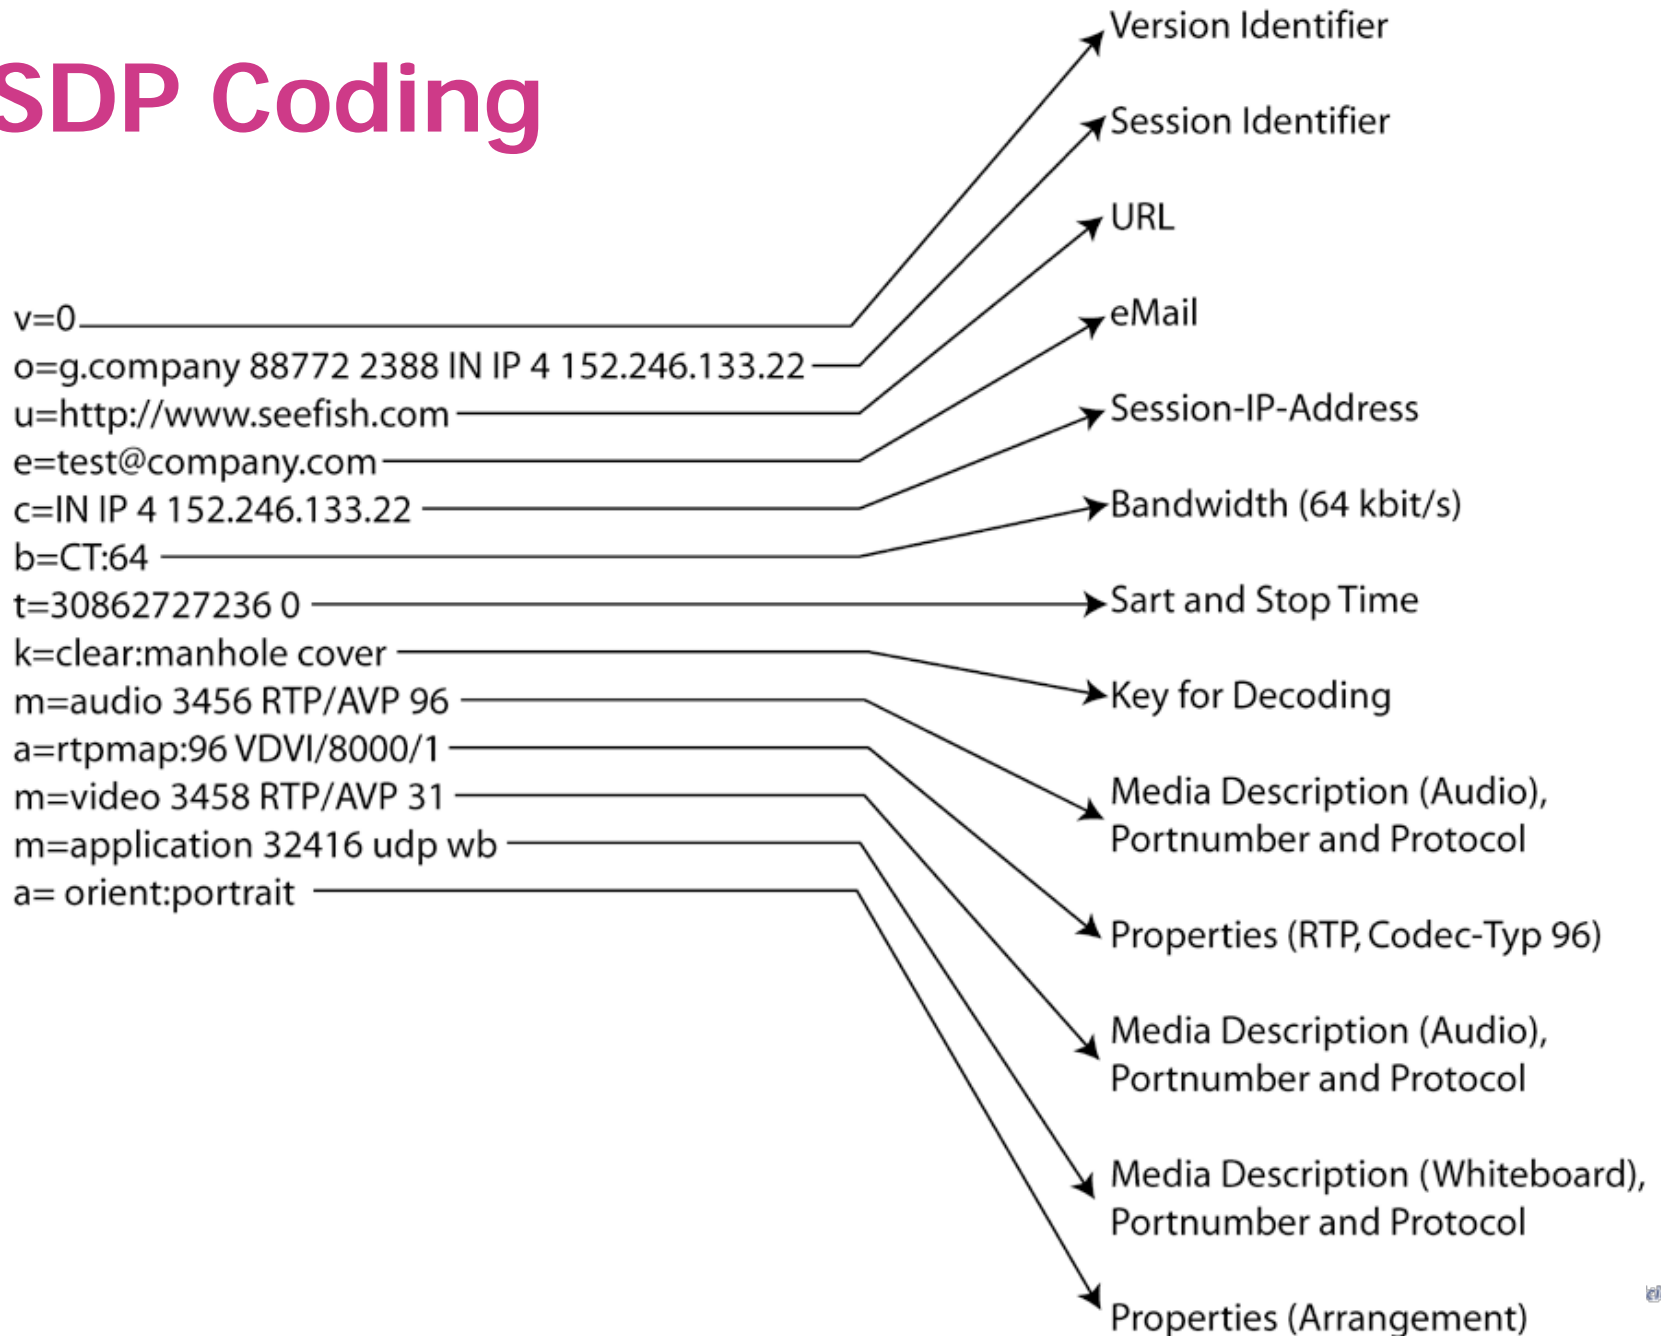 SDP Coding
v=0
o=g.company 88772 2388 IN IP 4 152.246.133.22
u=http://www.seefish.com
e=test@company.com
c=IN IP 4 152.246.133.22
b=CT:64
t=30862727236 0
k=clear:manhole cover
m=audio 3456 RTP/AVP 96
a=rtpmap:96 VDVI/8000/1
m=video 3458 RTP/AVP 31
m=application 32416 udp wb
a= orient:portrait
Version Identifier
Session Identifier
URL
eMail
Session-IP-Address
Bandwidth (64 kbit/s)
Sart and Stop Time
Key for Decoding
Media Description (Audio),
Portnumber and Protocol
Properties (RTP, Codec-Typ 96)
Media Description (Audio),
Portnumber and Protocol
Media Description (Whiteboard),
Portnumber and Protocol
Properties (Arrangement)